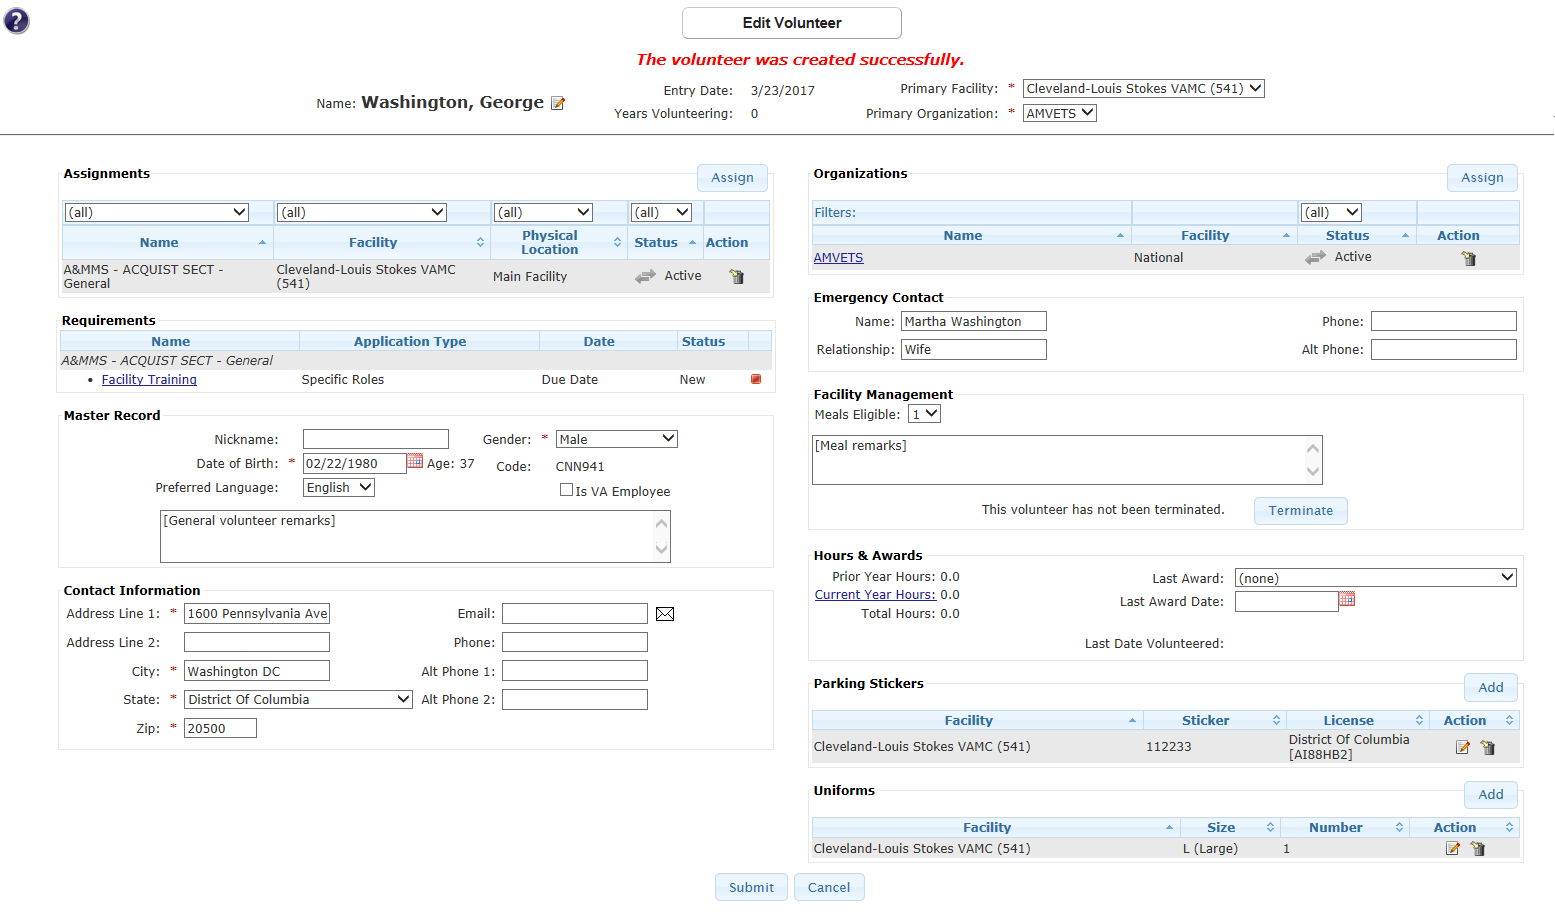 ?
Edit Volunteer
The volunteer was created successfully.
Name: Washington, George
Entry Date: 3/23/2017
Years Volunteering: 0
Primary Facility: * Cleveland-Louis Stokes VAMC (541)
Primary Organization: * AMVETS
Assignments
Assign
(all) (all) (all) (all)
Name Facility Physical Location Status Action
A&MMS - ACQUIST SECT - General Cleveland-Louis Stokes VAMC (541) Main Facility Active
Requirements
Name Application Type Date Status
A&MMS - ACQUIST SECT - General
• Facility Training Specific Roles Due Date New
Master Record
Nickname: Gender: * Male
Date of Birth: * 02/22/1980 Age: 37 Code: CNN941
Preferred Language: English Is VA Employee
[General volunteer remarks]
Contact Information
Address Line 1: * 1600 Pennsylvania Ave Email:
Address Line 2: Phone:
City: * Washington DC Alt Phone 1:
State: * District Of Columbia Alt Phone 2:
Zip: * 20500
Organizations
Assign
Filters: (all)
Name Facility Status Action
AMVETS National Active
Emergency Contact
Name: Martha Washington Phone:
Relationship: Wife Alt Phone:
Facility Management
Meals Eligible: 1
[Meal remarks]
This volunteer has not been terminated. Terminate
Hours & Awards
Prior Year Hours: 0.0 Last Award: (none)
Current Year Hours: 0.0 Last Award Date:
Total Hours: 0.0
Last Date Volunteered:
Parking Stickers
Add
Facility Sticker License Action
Cleveland-Louis Stokes VAMC (541) 112233 District Of Columbia [AI88HB2]
Uniforms
Add
Facility Size Number Action
Cleveland-Louis Stokes VAMC (541) L (Large) 1
Submit Cancel